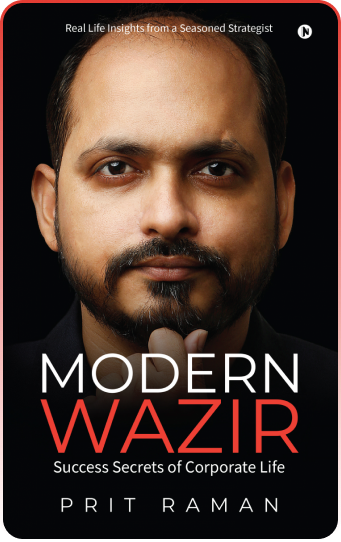 Real Life Insights from a Seasoned Strategist
N
MODERN
WAZIR
Success Secrets of Corporate Life
PRIT RAMAN